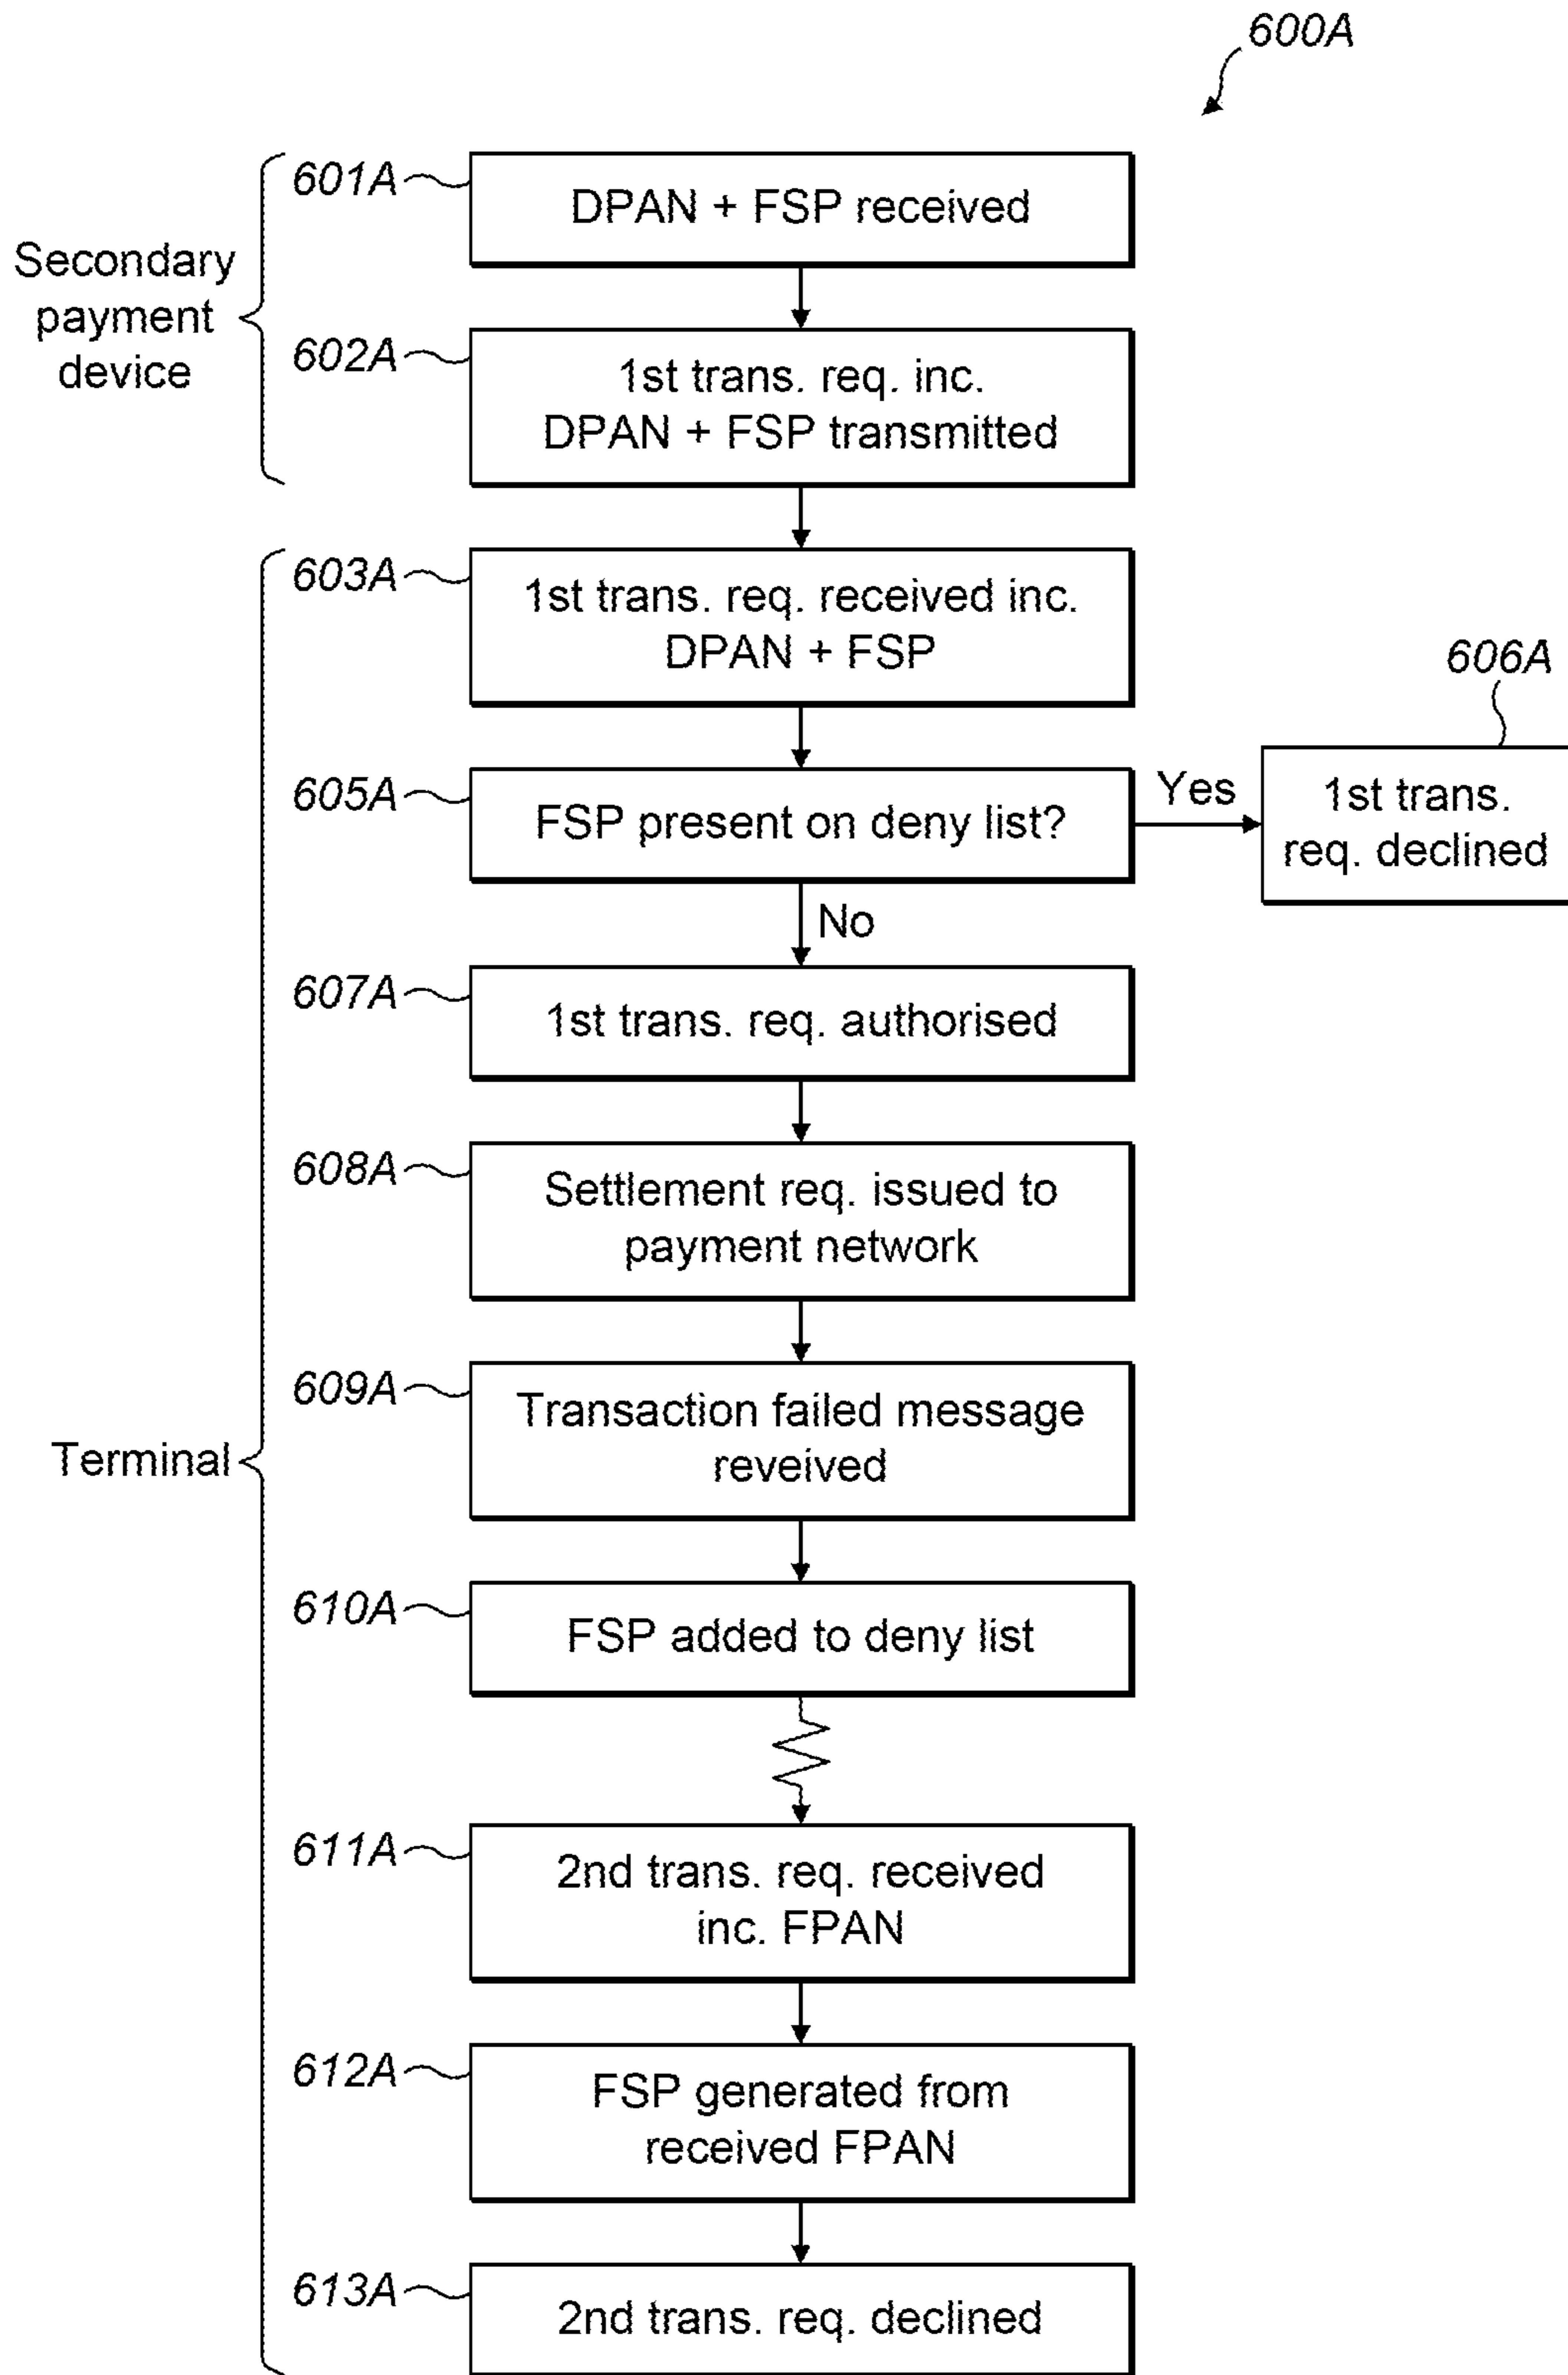 600A
Secondary
payment
device
601A
DPAN + FSP received
602A
1st trans. req. inc.
DPAN + FSP transmitted
Terminal
603A
1st trans. req. received inc.
DPAN + FSP
605A
FSP present on deny list?
Yes
606A
1st trans.
req. declined
No
607A
1st trans. req. authorised
608A
Settlement req. issued to
payment network
609A
Transaction failed message
reveived
610A
FSP added to deny list
611A
2nd trans. req. received
inc. FPAN
612A
FSP generated from
received FPAN
613A
2nd trans. req. declined